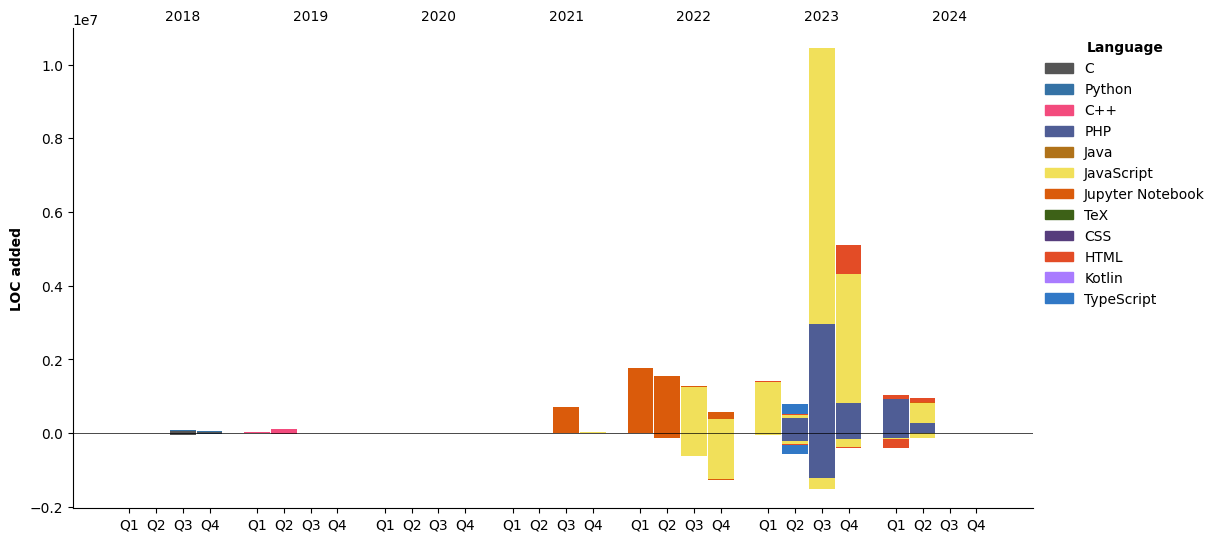 1e7
2018 2019 2020 2021 2022 2023 2024
LOC added
1.0
0.8
0.6
0.4
0.2
0.0
−0.2
Q1 Q2 Q3 Q4 Q1 Q2 Q3 Q4 Q1 Q2 Q3 Q4 Q1 Q2 Q3 Q4 Q1 Q2 Q3 Q4 Q1 Q2 Q3 Q4 Q1 Q2 Q3 Q4
Language
C
Python
C++
PHP
Java
JavaScript
Jupyter Notebook
TeX
CSS
HTML
Kotlin
TypeScript